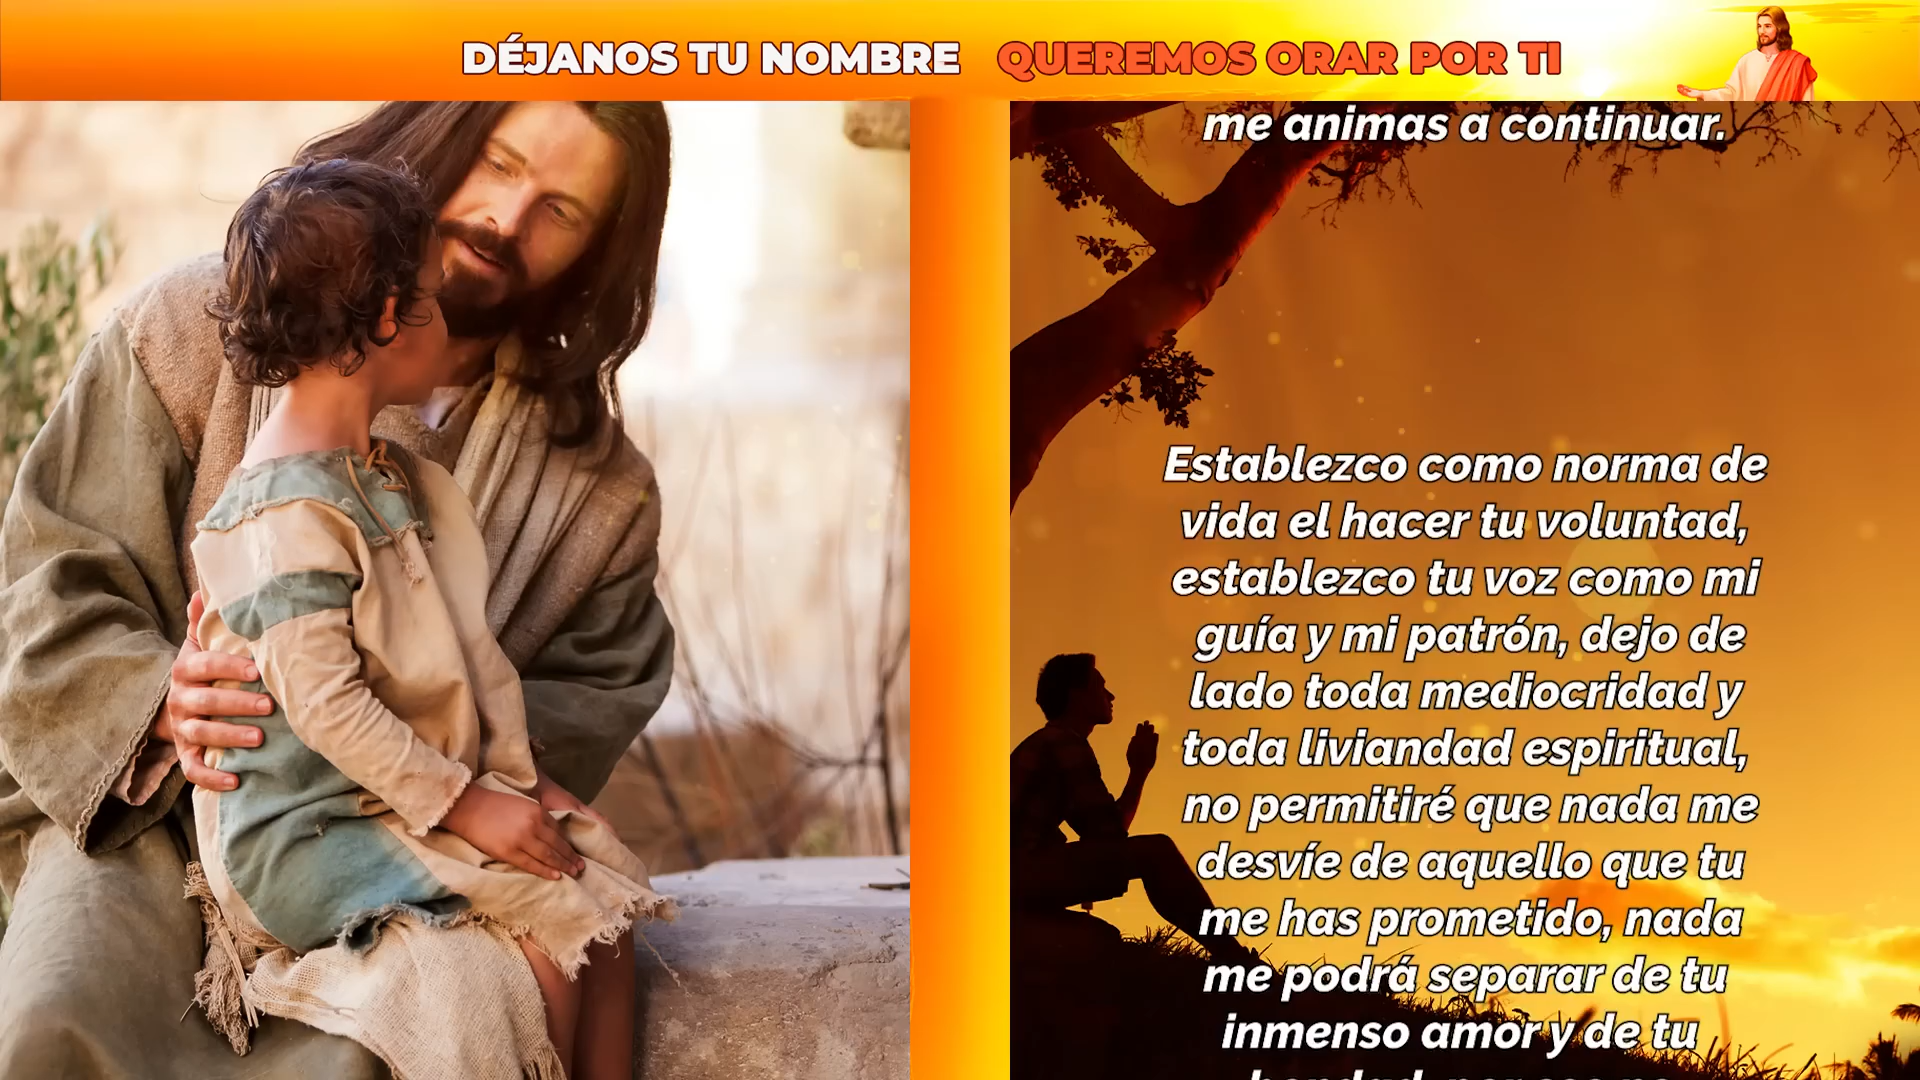 DÉJANOS TU NOMBRE QUEREMOS ORAR POR TI
me animas a continuar.
Establezco como norma de
vida el hacer tu voluntad,
establezco tu voz como mi
guía y mi patrón, dejo de
lado toda mediocridad y
toda liviandad espiritual,
no permitiré que nada me
desvíe de aquello que tu
me has prometido, nada
me podrá separar de tu
inmenso amor y de tu